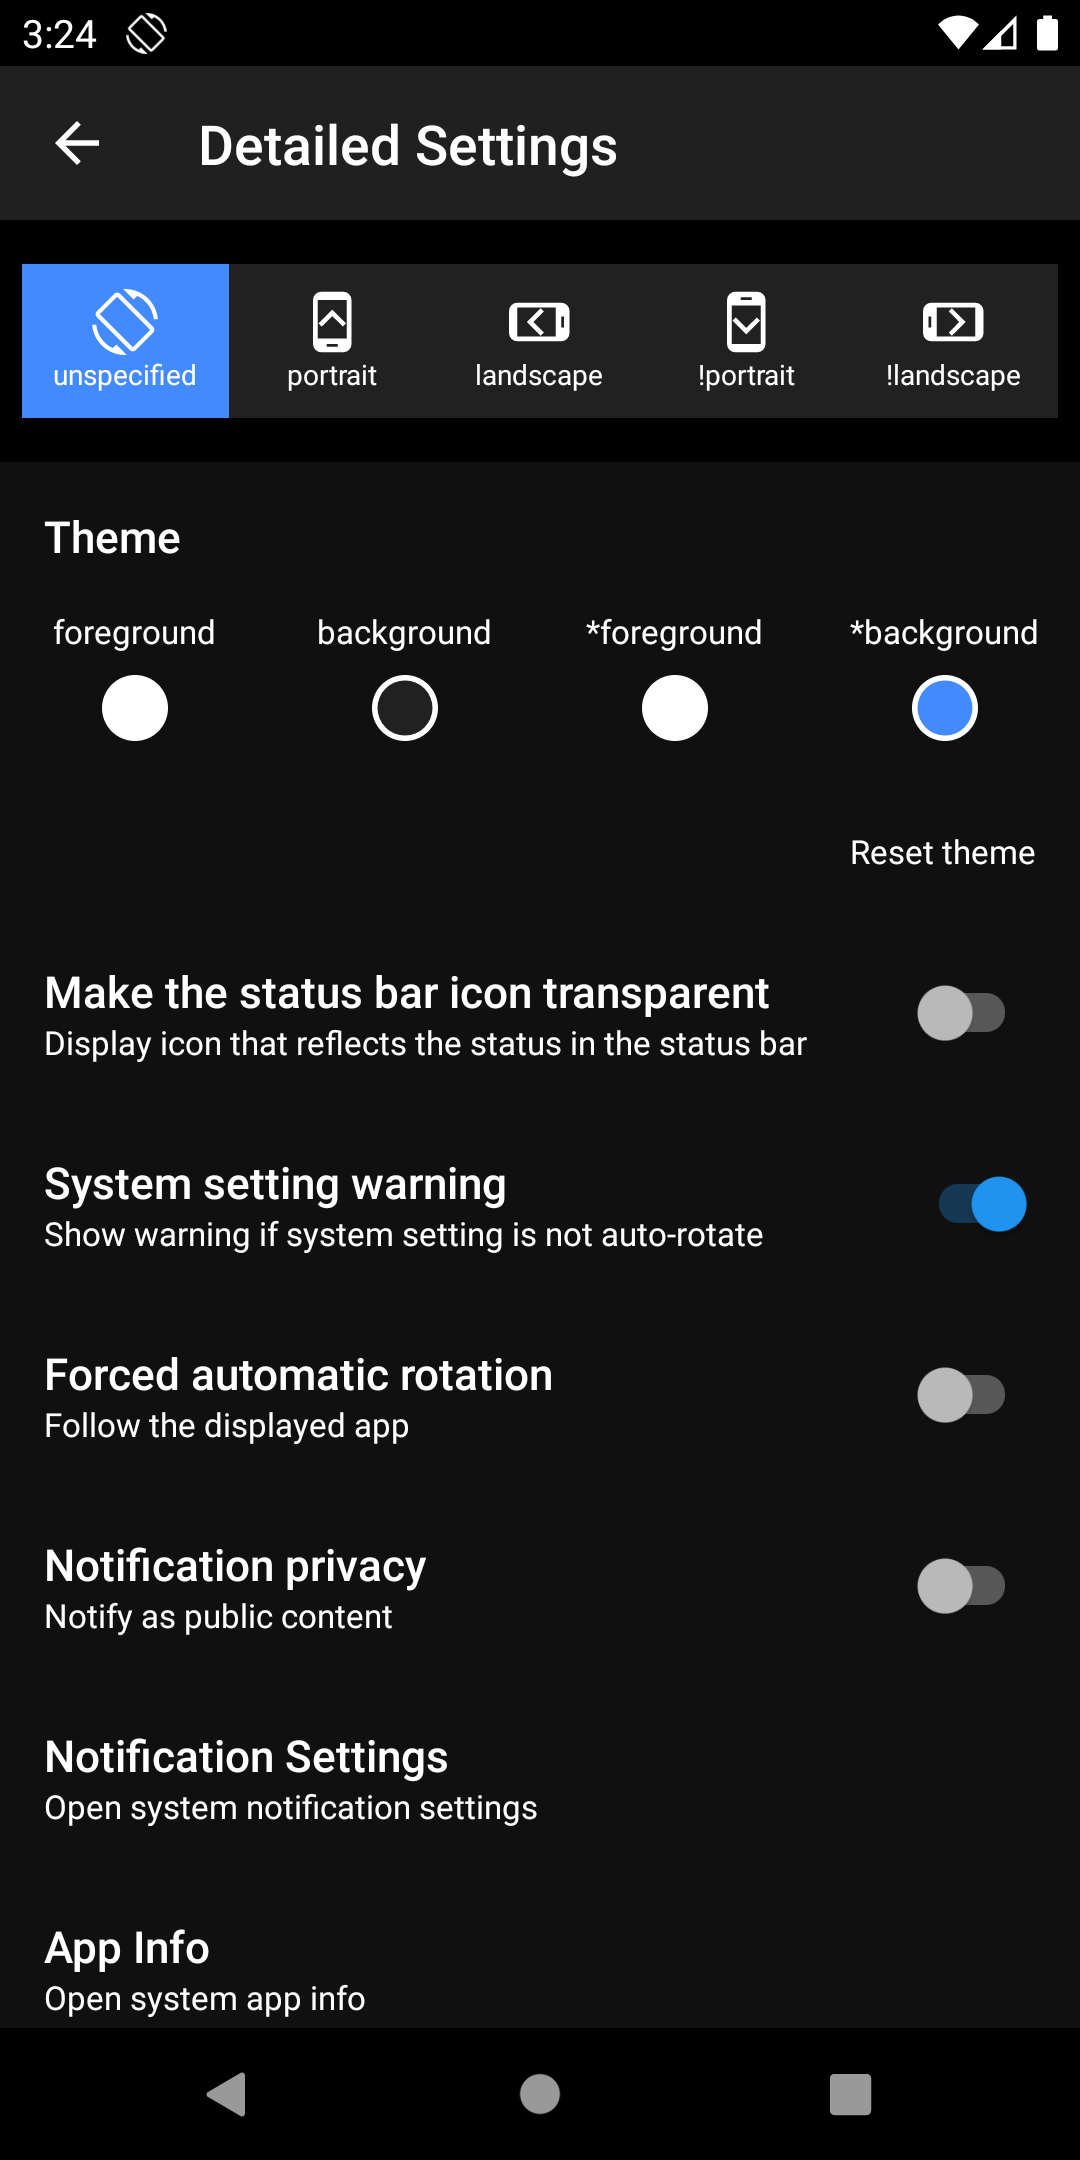 3:24
Detailed Settings
unspecified
portrait
landscape
!portrait
!landscape
Theme
foreground
background
*foreground
*background
Reset theme
Make the status bar icon transparent
Display icon that reflects the status in the status bar
System setting warning
Show warning if system setting is not auto-rotate
Forced automatic rotation
Follow the displayed app
Notification privacy
Notify as public content
Notification Settings
Open system notification settings
App Info
Open system app info